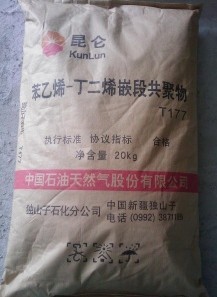 昆仑
KunLun
苯乙烯-丁二烯嵌段共聚物
T177
执行标准 协议指标 合格
净含量 20kg
中国石油天然气股份有限公司
独山子石化分公司 中国新疆独山子
电话 (0992)